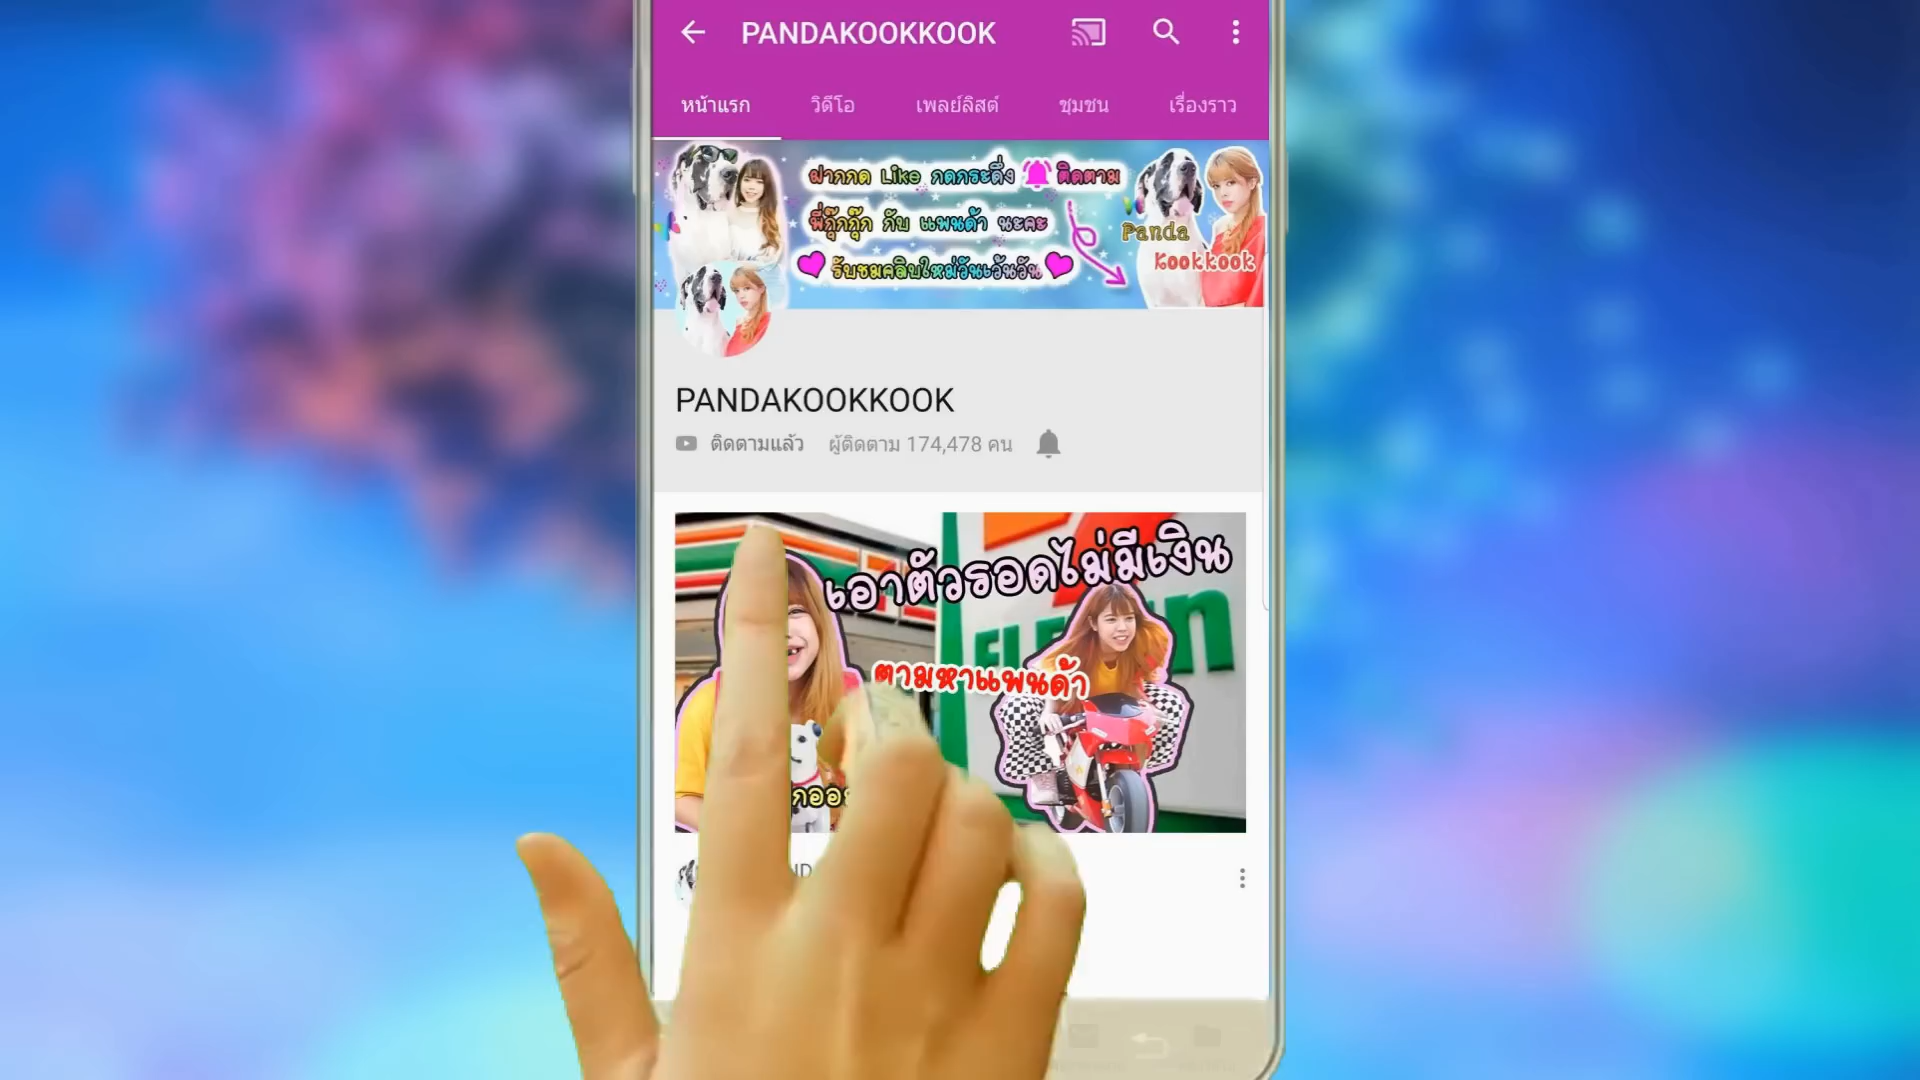 PANDAKOOKKOOK
หน้าแรก วิดีโอ เพลย์ลิสต์ ชุมชน เรื่องราว
ฝากกด Like กดกระดิ่ง ติดตาม
พี่กุ๊กกุ๊ก กับ แพนด้า นะคะ
รับชมคลิปใหม่วันเว้นวัน
Panda
Kookkook
PANDAKOOKKOOK
ติดตามแล้ว ผู้ติดตาม 174,478 คน
เอาตัวรอดไม่มีเงิน
ตามหาแพนด้า